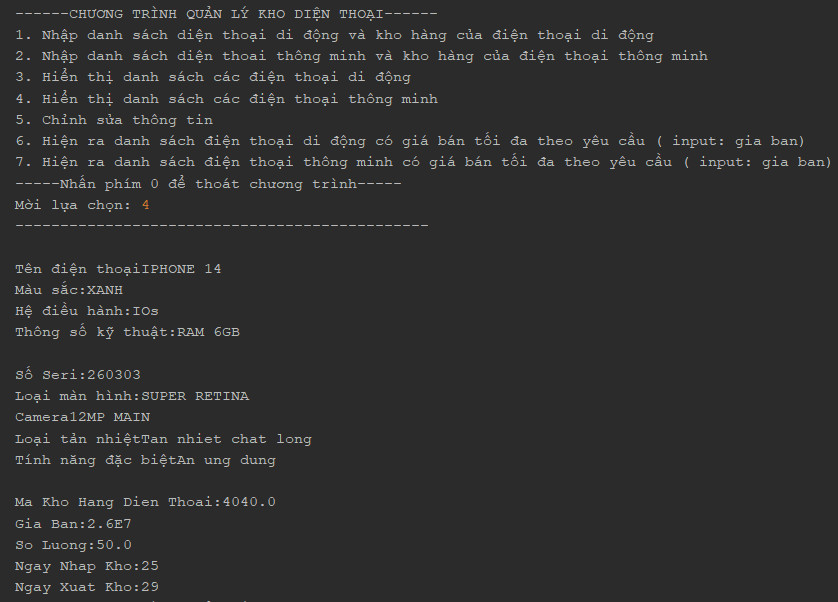 ------CHƯƠNG TRÌNH QUẢN LÝ KHO DIỆN THOẠI------
1. Nhập danh sách diện thoại di động và kho hàng của điện thoại di động
2. Nhập danh sách diện thoai thông minh và kho hàng của điện thoại thông minh
3. Hiển thị danh sách các điện thoại di động
4. Hiển thị danh sách các điện thoại thông minh
5. Chỉnh sửa thông tin
6. Hiện ra danh sách điện thoại di động có giá bán tối đa theo yêu cầu ( input: gia ban)
7. Hiện ra danh sách điện thoại thông minh có giá bán tối đa theo yêu cầu ( input: gia ban)
-----Nhấn phím 0 để thoát chương trình-----
Mời lựa chọn: 4
----------------------------------------------
Tên điện thoạiIPHONE 14
Màu sắc:XANH
Hệ điều hành:IOs
Thông số kỹ thuật:RAM 6GB
Số Seri:260303
Loại màn hình:SUPER RETINA
Camera12MP MAIN
Loại tản nhiệtTan nhiet chat long
Tính năng đặc biệtAn ung dung
Ma Kho Hang Dien Thoai:4040.0
Gia Ban:2.6E7
So Luong:50.0
Ngay Nhap Kho:25
Ngay Xuat Kho:29